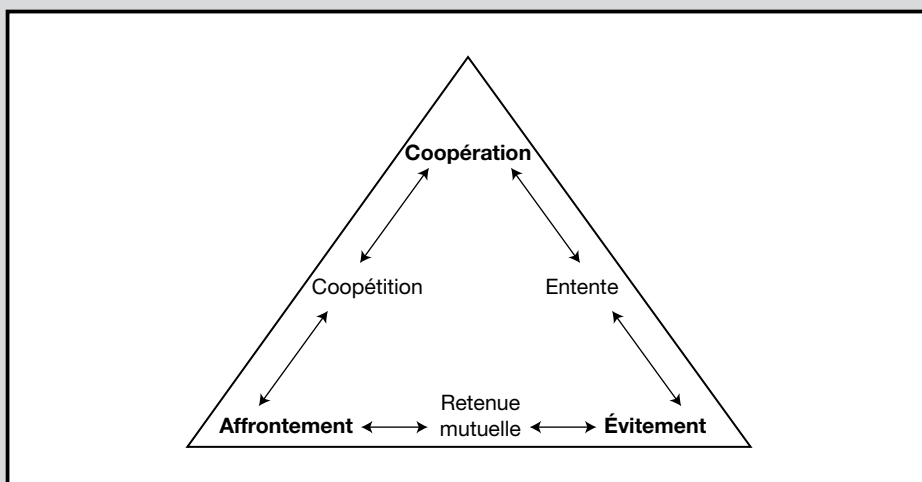 Coopération
Coopétition
Entente
Affrontement
Retenue
mutuelle
Évitement